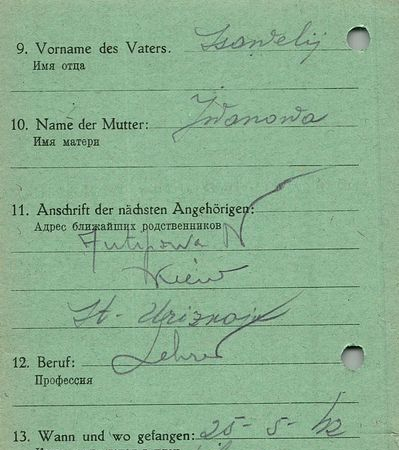 9. Vorname des Vaters. Isawelij
Имя отца
10. Name der Mutter: Iwanowa
Имя матери
11. Anschrift der nächsten Angehörigen:
Адрес ближайших родственников
Kiew
St-
12. Beruf: Lehrer
Профессия
13. Wann und wo gefangen: 25-5-42